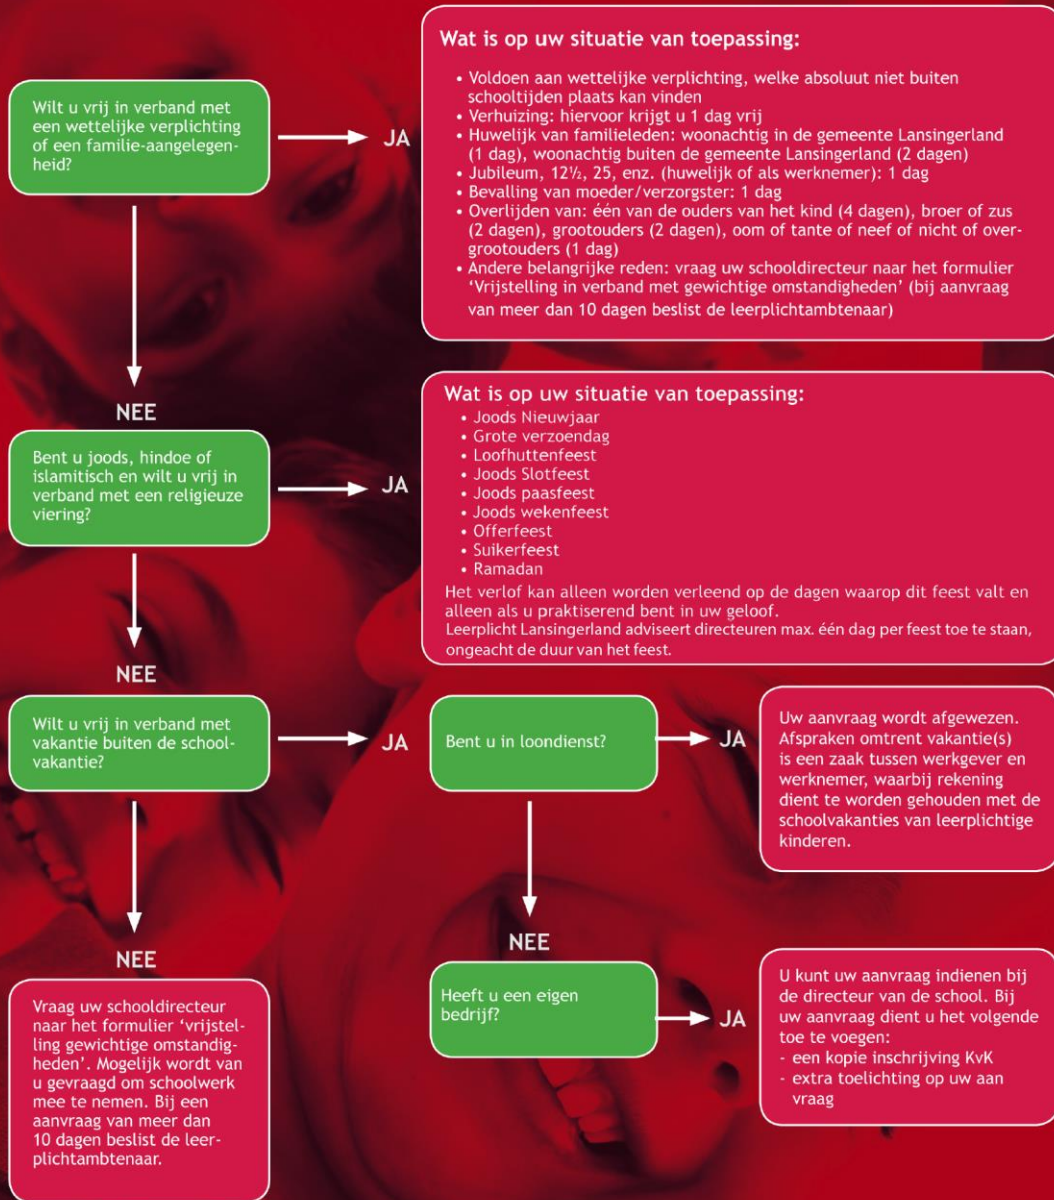 Wilt u vrij in verband met
een wettelijke verplichting
of een familie-aangelegen-
heid?
JA
Wat is op uw situatie van toepassing:
• Voldoen aan wettelijke verplichting, welke absoluut niet buiten
schooltijden plaats kan vinden
• Verhuizing: hiervoor krijgt u 1 dag vrij
• Huwelijk van familieleden: woonachtig in de gemeente Lansingerland
(1 dag), woonachtig buiten de gemeente Lansingerland (2 dagen)
• Jubileum, 12½, 25, enz. (huwelijk of als werknemer): 1 dag
• Bevalling van moeder/verzorgster: 1 dag
• Overlijden van: één van de ouders van het kind (4 dagen), broer of zus
(2 dagen), grootouders (2 dagen), oom of tante of neef of nicht of over-
grootouders (1 dag)
• Andere belangrijke reden: vraag uw schooldirecteur naar het formulier
‘Vrijstelling in verband met gewichtige omstandigheden’ (bij aanvraag
van meer dan 10 dagen beslist de leerplichtambtenaar)
NEE
Bent u joods, hindoe of
islamitisch en wilt u vrij in
verband met een religieuze
viering?
JA
Wat is op uw situatie van toepassing:
• Joods Nieuwjaar
• Grote verzoendag
• Loofhuttenfeest
• Joods Slotfeest
• Joods paasfeest
• Joods wekenfeest
• Offerfeest
• Suikerfeest
• Ramadan
Het verlof kan alleen worden verleend op de dagen waarop dit feest valt en
alleen als u praktiserend bent in uw geloof.
Leerplicht Lansingerland adviseert directeuren max. één dag per feest toe te staan,
ongeacht de duur van het feest.
NEE
Wilt u vrij in verband met
vakantie buiten de school-
vakantie?
JA
Bent u in loondienst?
JA
Uw aanvraag wordt afgewezen.
Afspraken omtrent vakantie(s)
is een zaak tussen werkgever en
werknemer, waarbij rekening
dient te worden gehouden met de
schoolvakanties van leerplichtige
kinderen.
NEE
Vraag uw schooldirecteur
naar het formulier ‘vrijstel-
ling gewichtige omstandig-
heden’. Mogelijk wordt van
u gevraagd om schoolwerk
mee te nemen. Bij een
aanvraag van meer dan
10 dagen beslist de leer-
plichtambtenaar.
NEE
Heeft u een eigen
bedrijf?
JA
U kunt uw aanvraag indienen bij
de directeur van de school. Bij
uw aanvraag dient u het volgende
toe te voegen:
- een kopie inschrijving KvK
- extra toelichting op uw aan
vraag